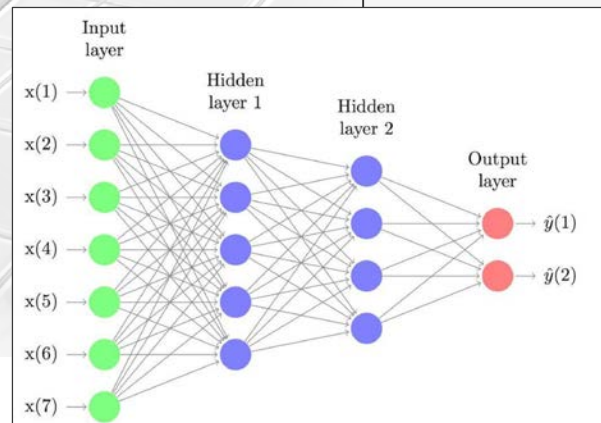 Input
layer
x(1)
x(2)
x(3)
x(4)
x(5)
x(6)
x(7)
Hidden
layer 1
Hidden
layer 2
Output
layer
ŷ(1)
ŷ(2)